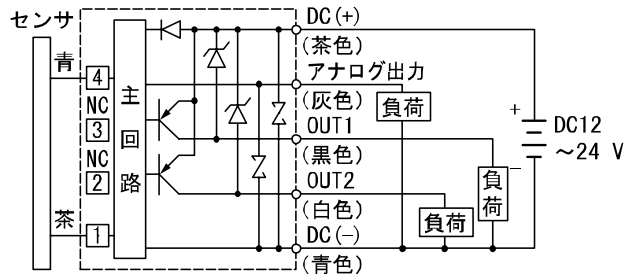 センサ
青
4
NC
3
NC
2
茶
1
主回路
DC(+)
(茶色)
アナログ出力
(灰色)
負荷
OUT1
(黒色)
OUT2
(白色)
負荷
負荷
DC(−)
(青色)
+
−
DC12
～24 V